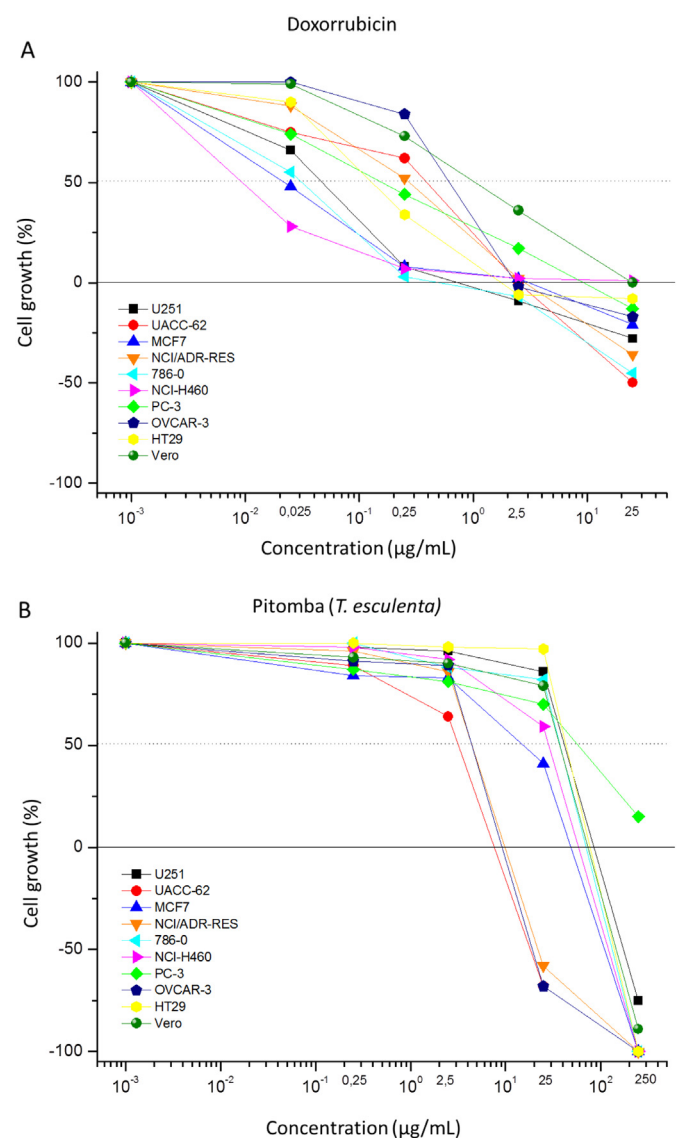 Doxorrubicin
A
Cell growth (%)
100
50
0
-50
-100
U251
UACC-62
MCF7
NCI/ADR-RES
786-0
NCI-H460
PC-3
OVCAR-3
HT29
Vero
10⁻³ 10⁻² 0,025 10⁻¹ 0,25 10⁰ 2,5 10¹ 25
Concentration (µg/mL)
B
Pitomba (T. esculenta)
Cell growth (%)
100
50
0
-50
-100
U251
UACC-62
MCF7
NCI/ADR-RES
786-0
NCI-H460
PC-3
OVCAR-3
HT29
Vero
10⁻³ 10⁻² 10⁻¹ 0,25 10⁰ 2,5 10¹ 25 10² 250
Concentration (µg/mL)